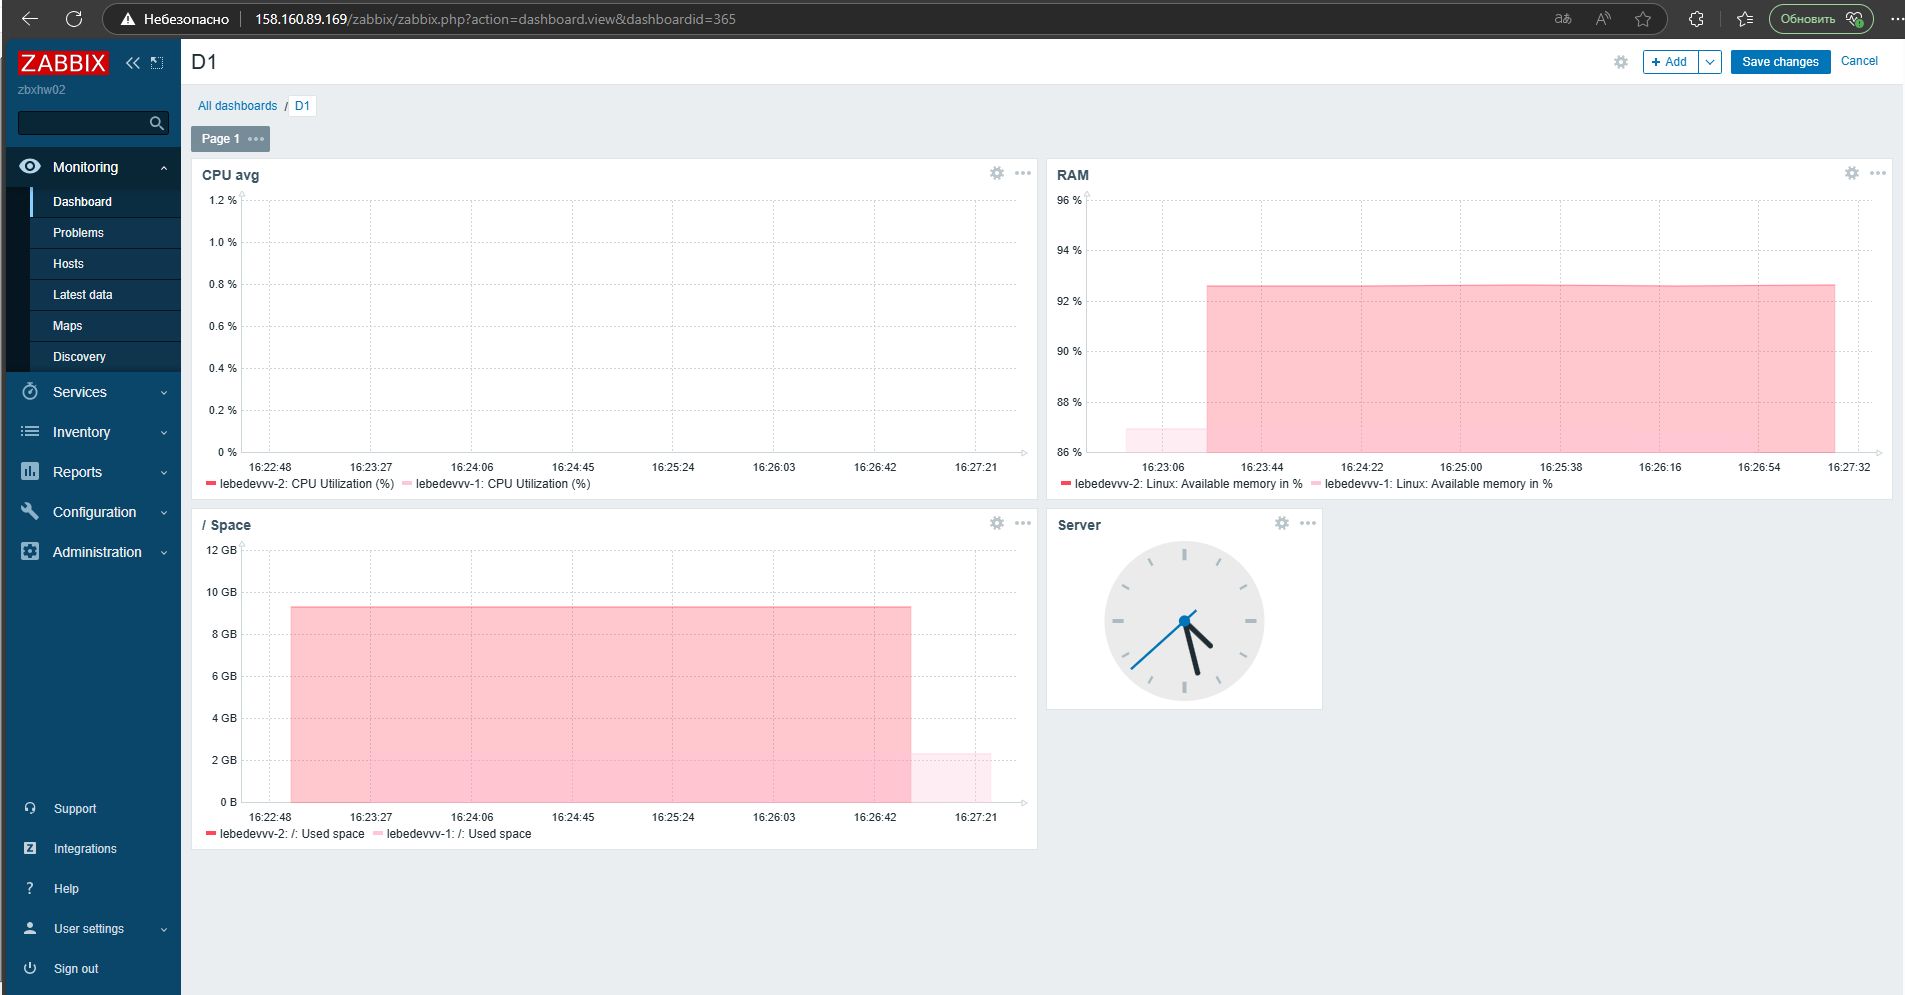 Небезопасно 158.160.89.169/zabbix/zabbix.php?action=dashboard.view&dashboardid=365 Обновить
ZABBIX
zbxhw02
Monitoring
Dashboard
Problems
Hosts
Latest data
Maps
Discovery
Services
Inventory
Reports
Configuration
Administration
Support
Integrations
Help
User settings
Sign out
D1
+ Add
Save changes
Cancel
All dashboards / D1
Page 1
CPU avg
1.2 %
1.0 %
0.8 %
0.6 %
0.4 %
0.2 %
0 %
16:22:48 16:23:27 16:24:06 16:24:45 16:25:24 16:26:03 16:26:42 16:27:21
lebedevvv-2: CPU Utilization (%) lebedevvv-1: CPU Utilization (%)
RAM
96 %
94 %
92 %
90 %
88 %
86 %
16:23:06 16:23:44 16:24:22 16:25:00 16:25:38 16:26:16 16:26:54 16:27:32
lebedevvv-2: Linux: Available memory in % lebedevvv-1: Linux: Available memory in %
/ Space
12 GB
10 GB
8 GB
6 GB
4 GB
2 GB
0 B
16:22:48 16:23:27 16:24:06 16:24:45 16:25:24 16:26:03 16:26:42 16:27:21
lebedevvv-2: /: Used space lebedevvv-1: /: Used space
Server